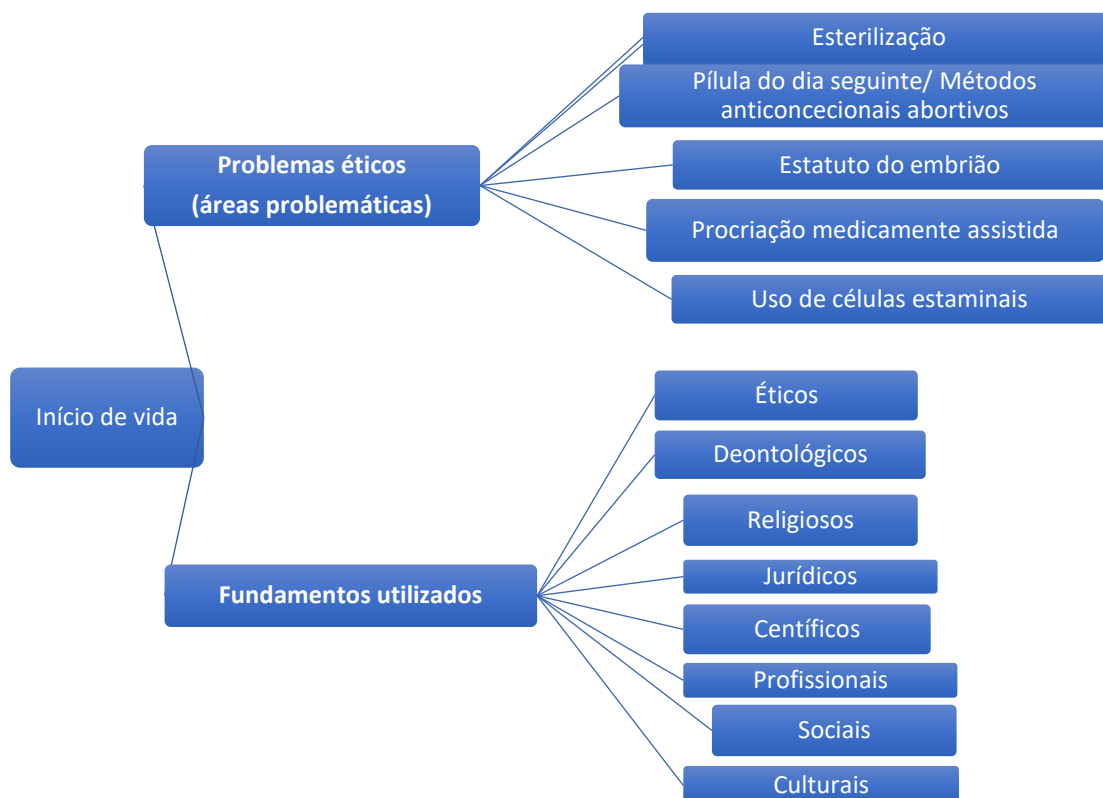 Esterilização
Pílula do dia seguinte/ Métodos
anticoncecionais abortivos
Problemas éticos
(áreas problemáticas)
Estatuto do embrião
Procriação medicamente assistida
Uso de células estaminais
Início de vida
Éticos
Deontológicos
Religiosos
Fundamentos utilizados
Jurídicos
Científicos
Profissionais
Sociais
Culturais